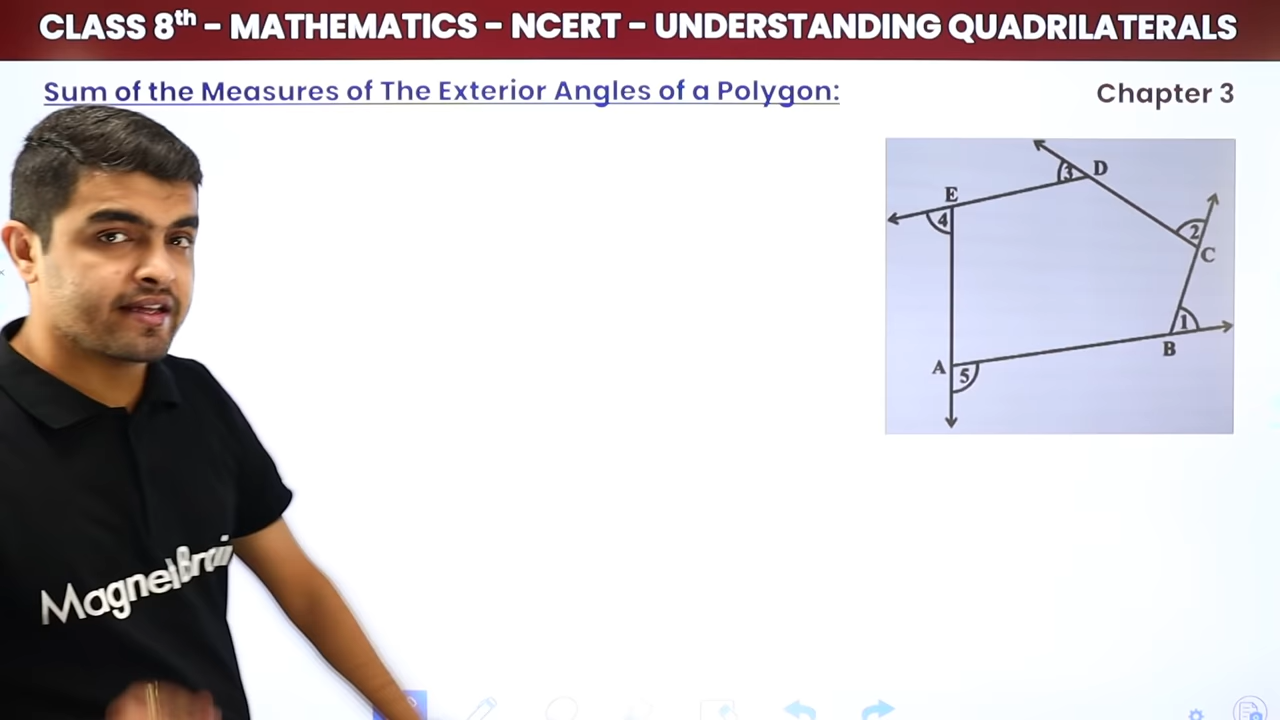 CLASS 8th - MATHEMATICS - NCERT - UNDERSTANDING QUADRILATERALS
Sum of the Measures of The Exterior Angles of a Polygon:
Chapter 3
3
D
E
4
2
C
1
B
A
5
MagnetBrain